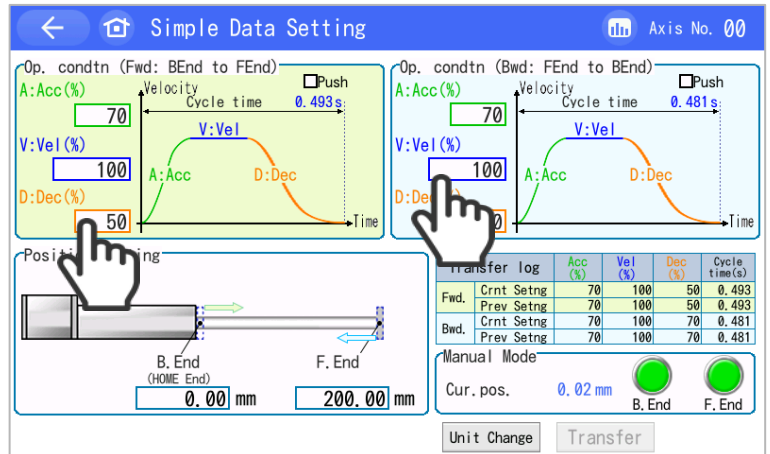 Simple Data Setting
Axis No. 00
Op. condtn (Fwd: BEnd to FEnd)
A:Acc(%)
70
V:Vel(%)
100
D:Dec(%)
50
Velocity
Push
Cycle time
0.493s
V:Vel
A:Acc
D:Dec
Time
Op. condtn (Bwd: FEnd to BEnd)
A:Acc(%)
70
V:Vel(%)
100
Velocity
Push
Cycle time
0.481s
V:Vel
A:Acc
D:Dec
Time
B.End
(HOME End)
0.00 mm
F.End
200.00 mm
log Acc (%) Vel (%) Dec (%) Cycle time(s)
Fwd. Crnt Setng 70 100 50 0.493
Prev Setng 70 100 50 0.493
Bwd. Crnt Setng 70 100 70 0.481
Prev Setng 70 100 70 0.481
Manual Mode
Cur.pos. 0.02 mm
B.End
F.End
Unit Change
Transfer